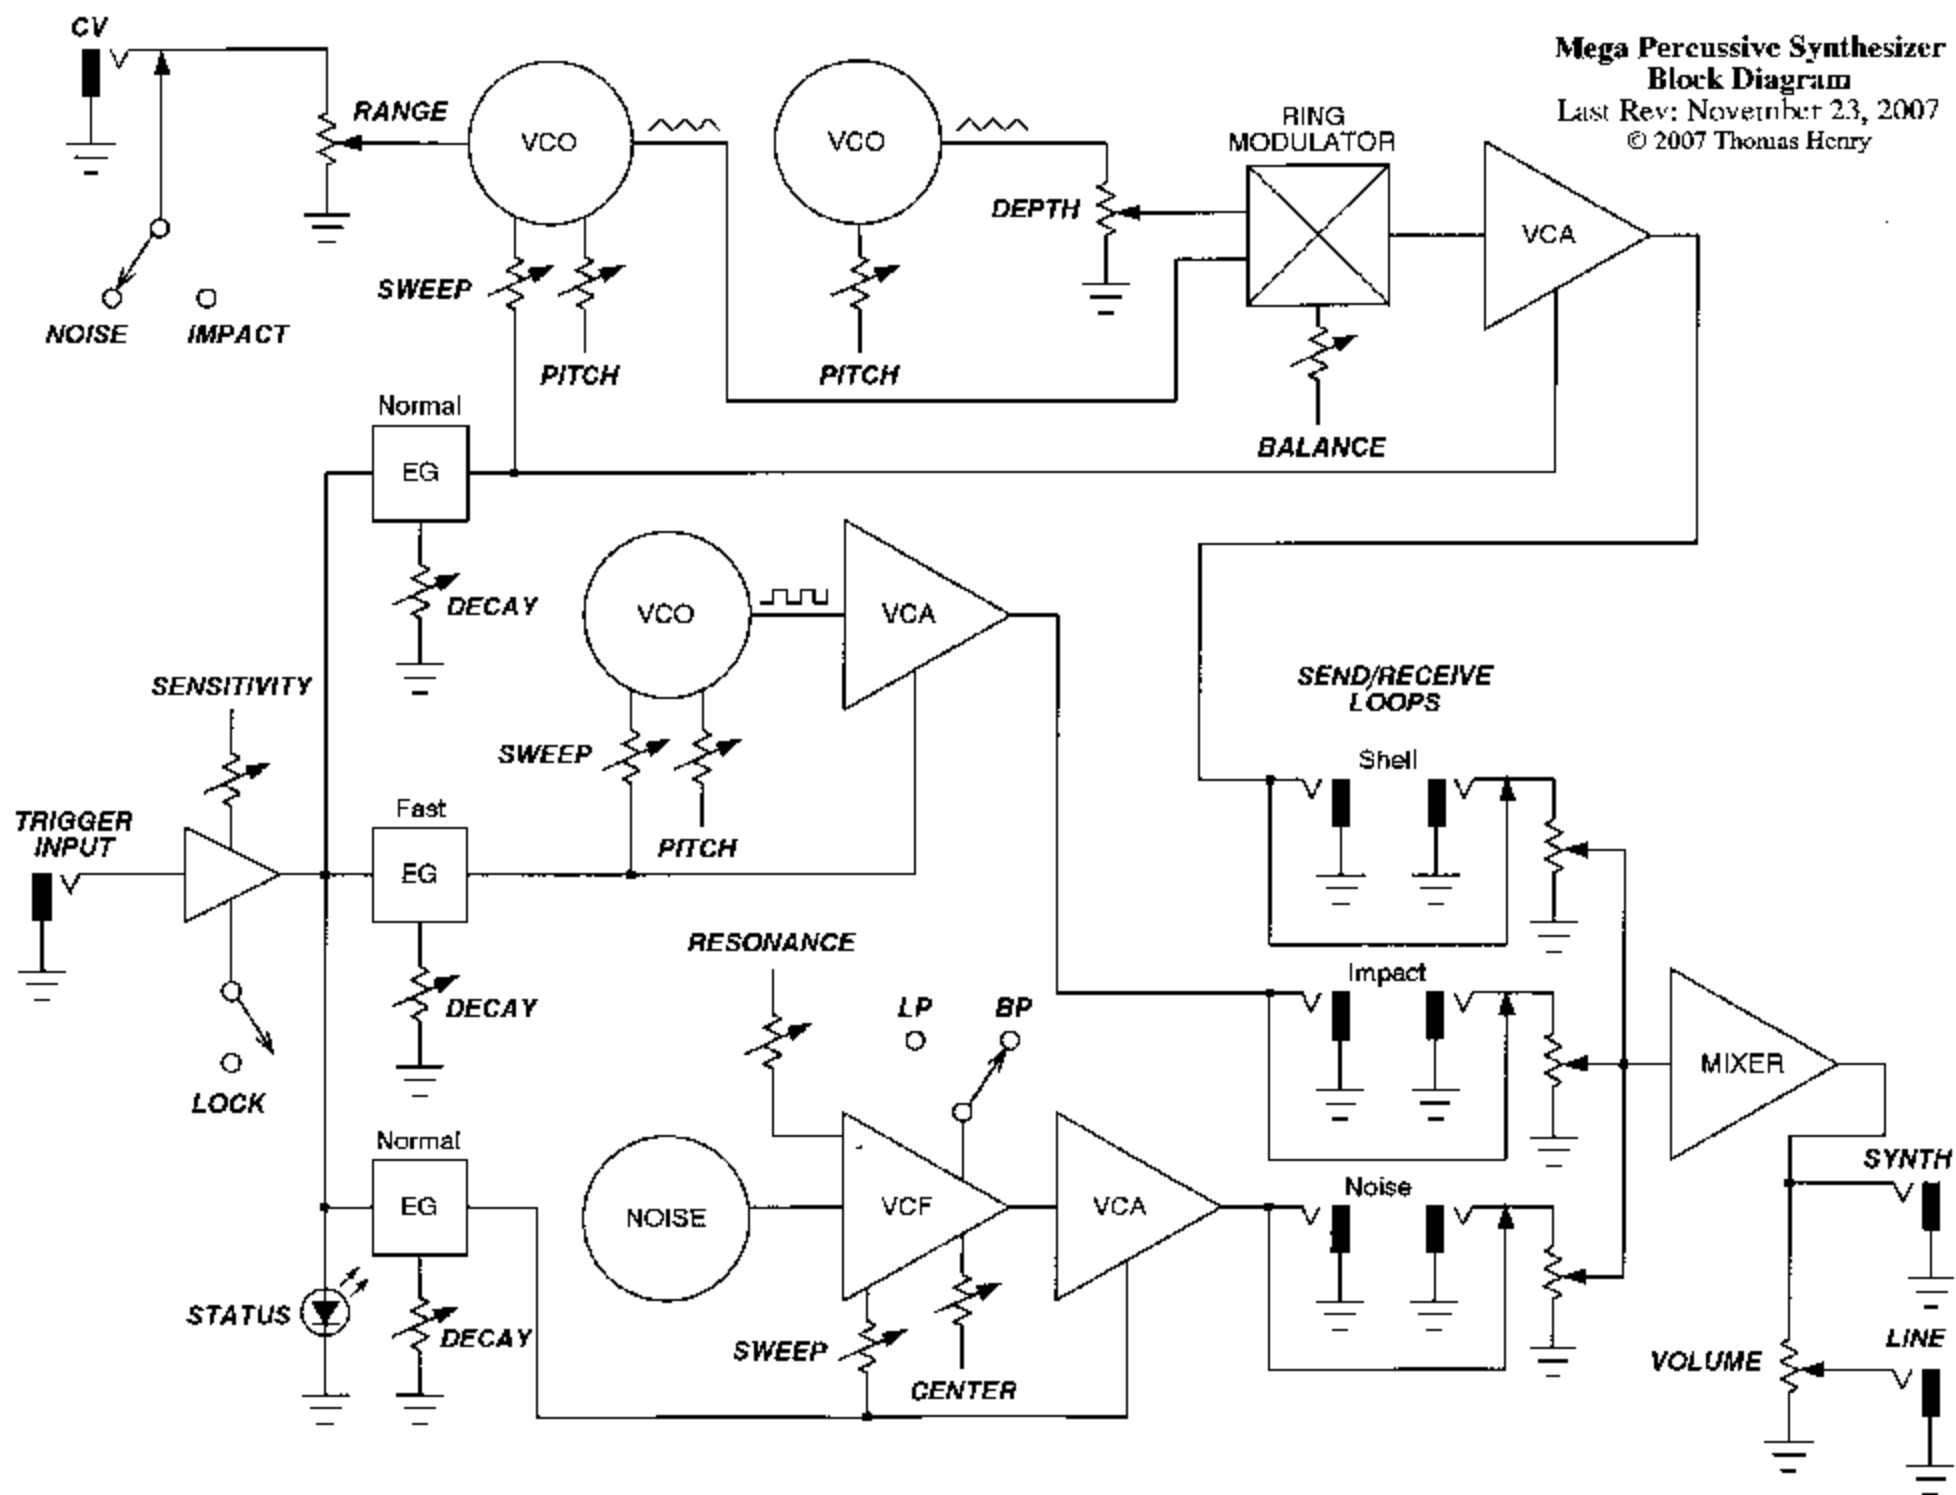 CV
Mega Percussive Synthesizer
Block Diagram
Last Rev: November 23, 2007
© 2007 Thomas Henry
RANGE
VCO
VCO
RING
MODULATOR
DEPTH
VCA
SWEEP
NOISE
IMPACT
PITCH
PITCH
BALANCE
Normal
EG
DECAY
VCO
VCA
SENSITIVITY
SWEEP
PITCH
SEND/RECEIVE
LOOPS
Shell
TRIGGER
INPUT
Fast
EG
DECAY
LOCK
RESONANCE
LP
BP
Impact
MIXER
Normal
EG
DECAY
STATUS
NOISE
VCF
VCA
Noise
SWEEP
CENTER
SYNTH
LINE
VOLUME